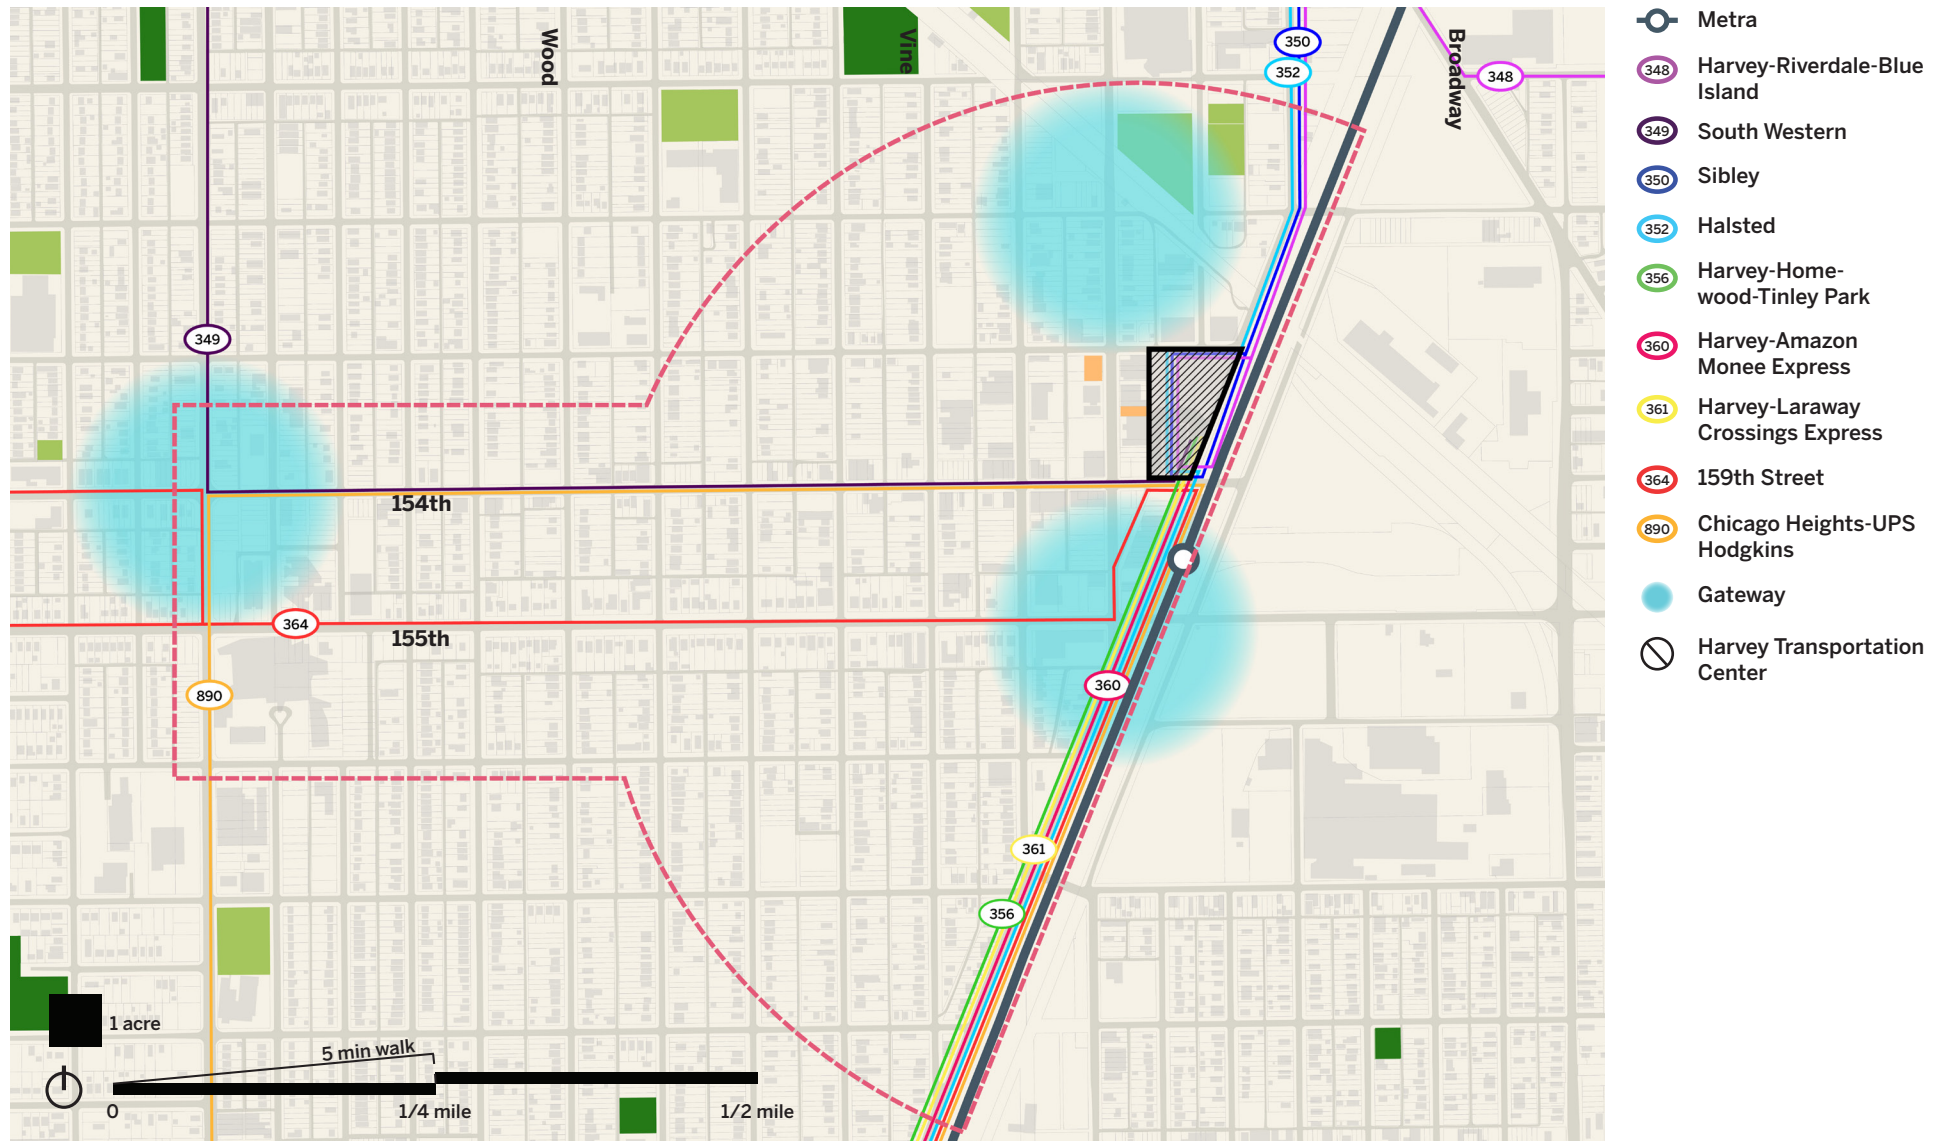 Wood
Vine
Broadway
350
352
348
349
154th
364
155th
890
360
361
356
1 acre
5 min walk
0
1/4 mile
1/2 mile
Metra
348
Harvey-Riverdale-Blue
Island
349
South Western
350
Sibley
352
Halsted
356
Harvey-Home-
wood-Tinley Park
360
Harvey-Amazon
Monee Express
361
Harvey-Laraway
Crossings Express
364
159th Street
890
Chicago Heights-UPS
Hodgkins
Gateway
Harvey Transportation
Center